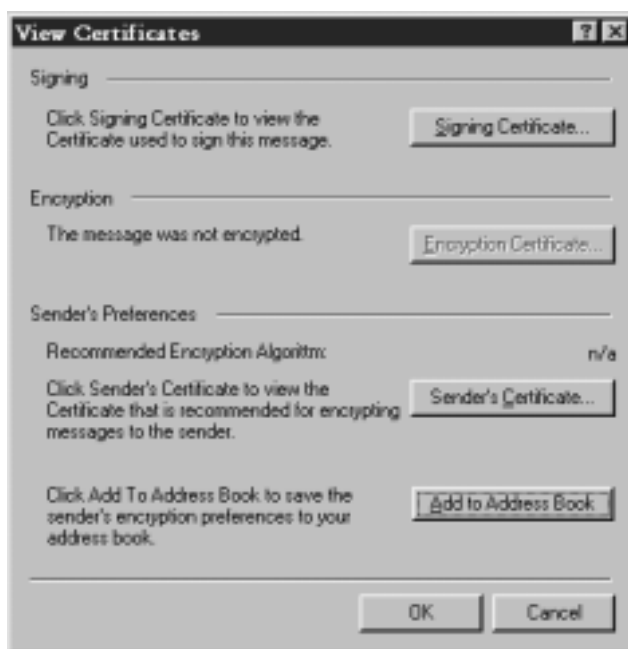 View Certificates
Signing
Click Signing Certificate to view the
Certificate used to sign this message.
Signing Certificate...
Encryption
The message was not encrypted.
Encryption Certificate...
Sender's Preferences
Recommended Encryption Algorithm:
n/a
Click Sender's Certificate to view the
Certificate that is recommended for encrypting
messages to the sender.
Sender's Certificate...
Click Add To Address Book to save the
sender's encryption preferences to your
address book.
Add to Address Book
OK
Cancel